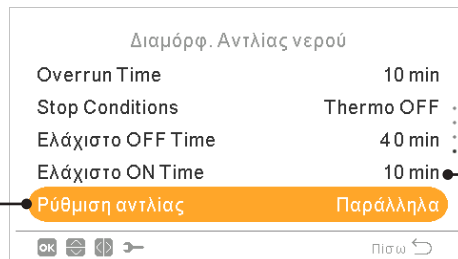 Διαμόρφ. Αντλίας νερού
Overrun Time 10 min
Stop Conditions Thermo OFF
Ελάχιστο OFF Time 40 min
Ελάχιστο ON Time 10 min
Ρύθμιση αντλίας Παράλληλα
OK Πίσω